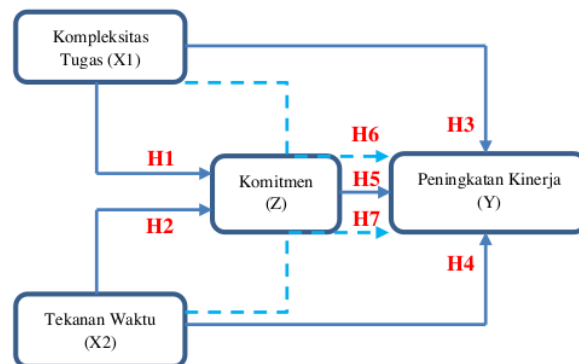 Kompleksitas
Tugas (X1)
H6
H3
H1
Komitmen
(Z)
H5
Peningkatan Kinerja
(Y)
H2
H7
H4
Tekanan Waktu
(X2)